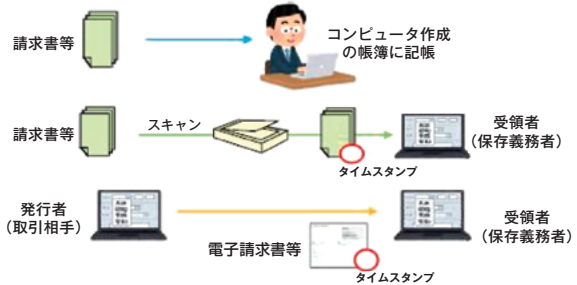 請求書等
コンピュータ作成
の帳簿に記帳
請求書等
スキャン
タイムスタンプ
受領者
（保存義務者）
発行者
（取引相手）
電子請求書等
タイムスタンプ
受領者
（保存義務者）